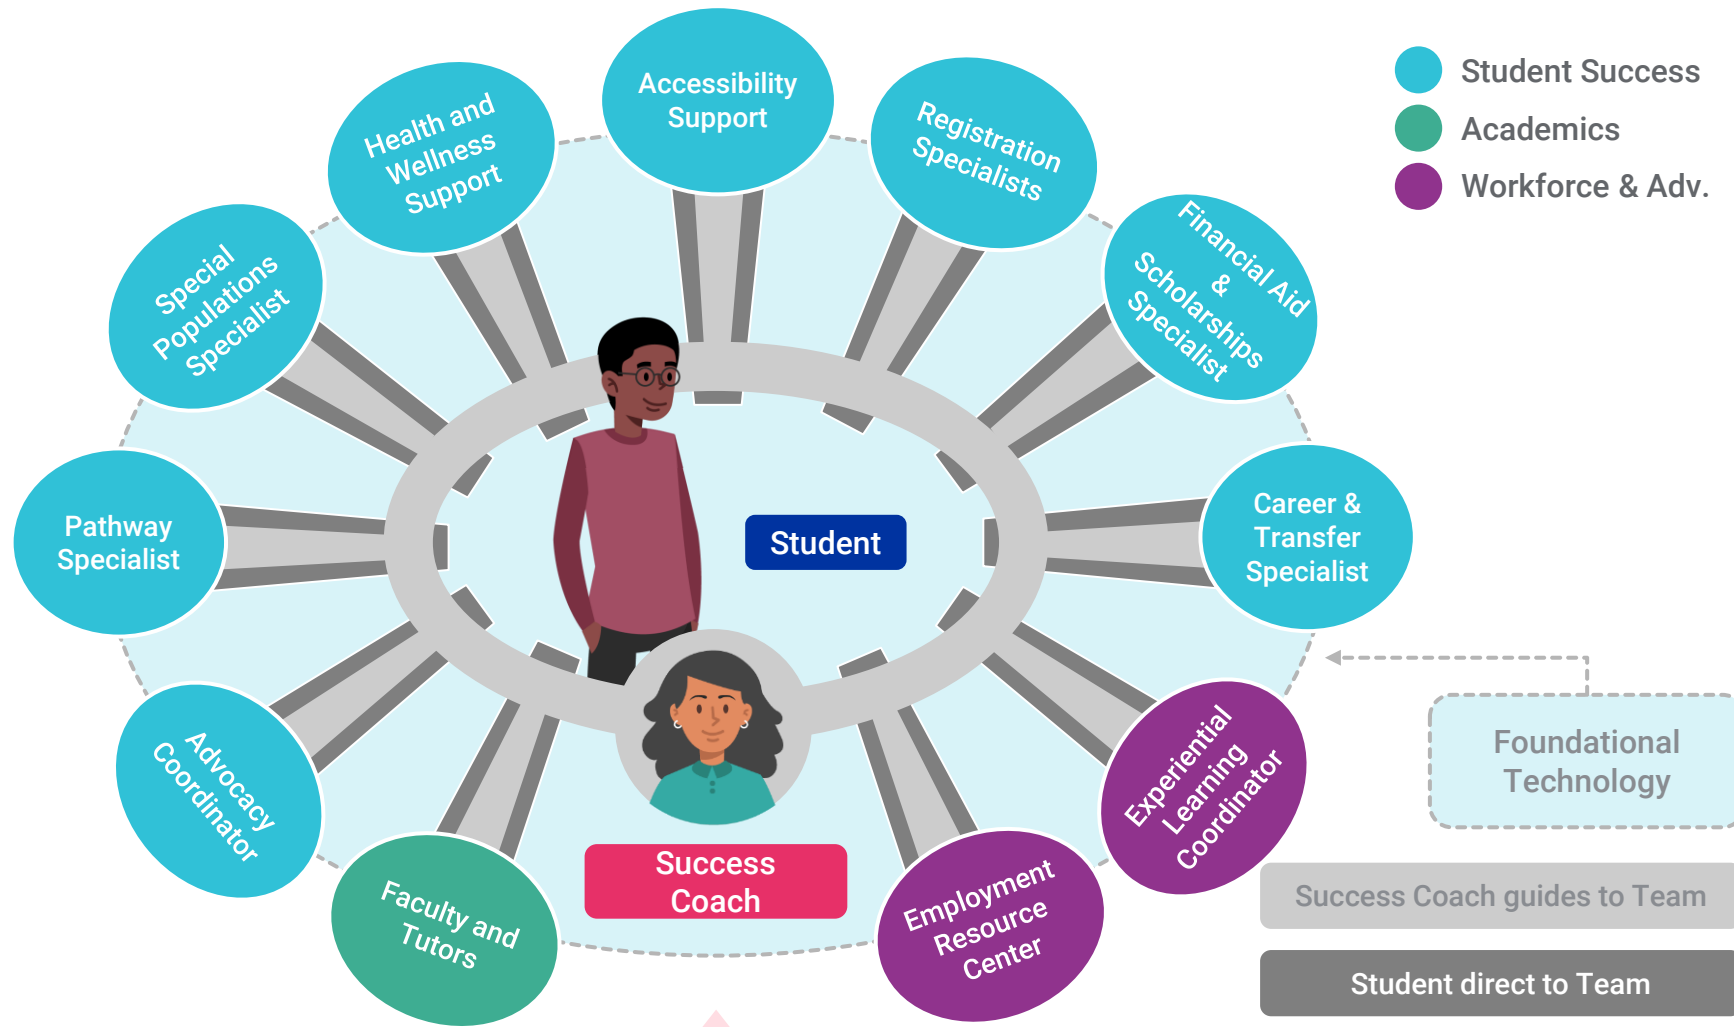 Accessibility
Support
Health and
Wellness
Support
Registration
Specialists
Student Success
Academics
Workforce & Adv.
Special
Populations
Specialist
Financial Aid
&
Scholarships
Specialist
Pathway
Specialist
Student
Career &
Transfer
Specialist
Advocacy
Coordinator
Experiential
Learning
Coordinator
Foundational
Technology
Faculty and
Tutors
Success
Coach
Employment
Resource
Center
Success Coach guides to Team
Student direct to Team